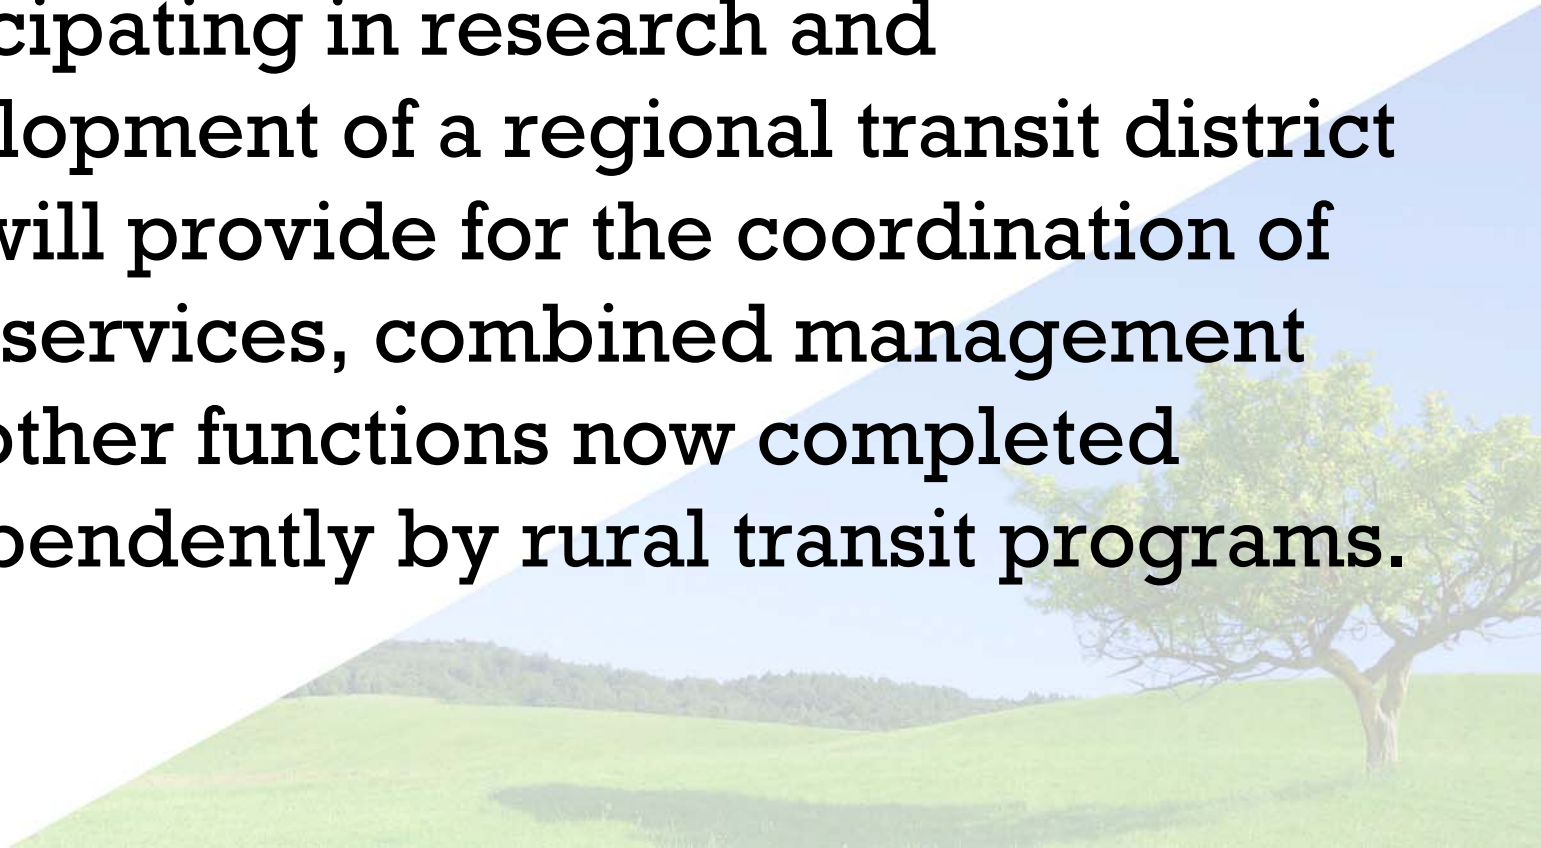 cipating in research and
lopment of a regional transit district
will provide for the coordination of
services, combined management
other functions now completed
pendently by rural transit programs.